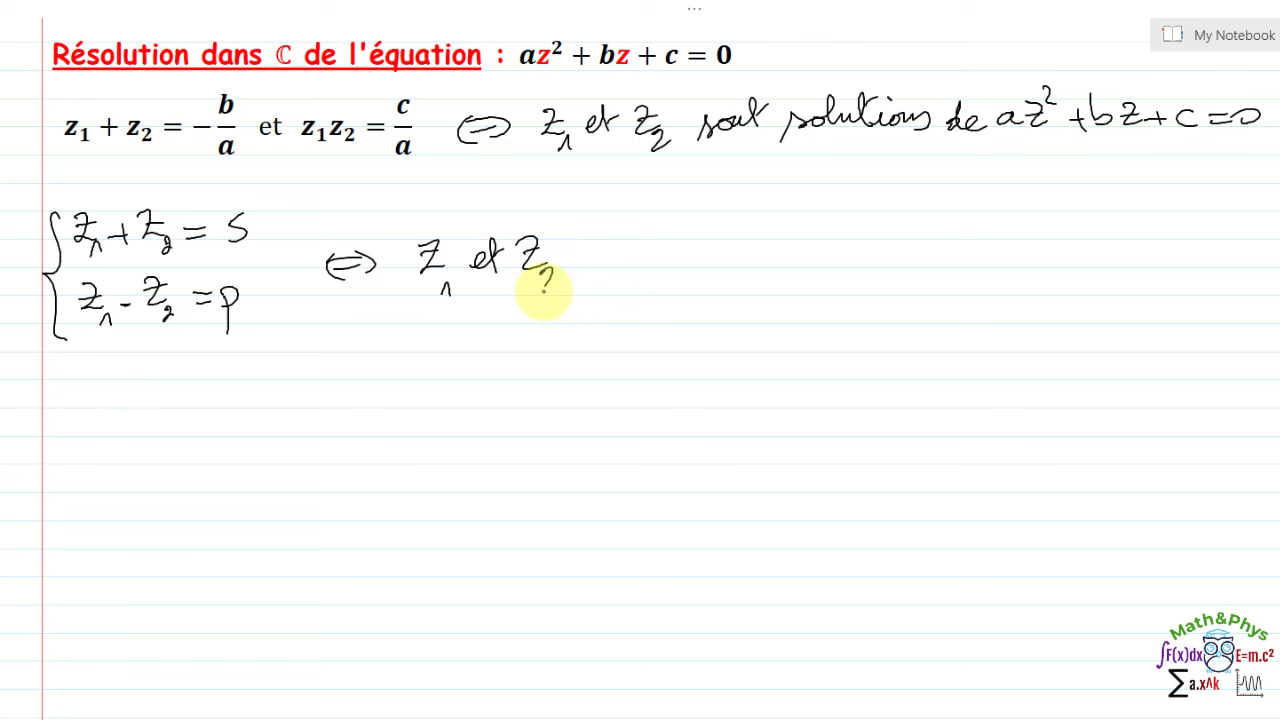 ...
My Notebook
Résolution dans ℂ de l'équation : az² + bz + c = 0
z₁ + z₂ = −b/a et z₁z₂ = c/a ⇔ z₁ et z₂ sont solutions de az² + bz + c = 0
{ z₁ + z₂ = s
z₁ - z₂ = p ⇔ z₁ et z₂
Math&Phys
∫F(x)dx E=m.c²
∑ a.x∧k